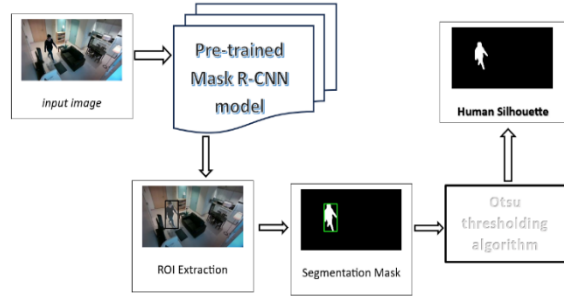 input image
Pre-trained
Mask R-CNN
model
ROI Extraction
Segmentation Mask
Otsu
thresholding
algorithm
Human Silhouette